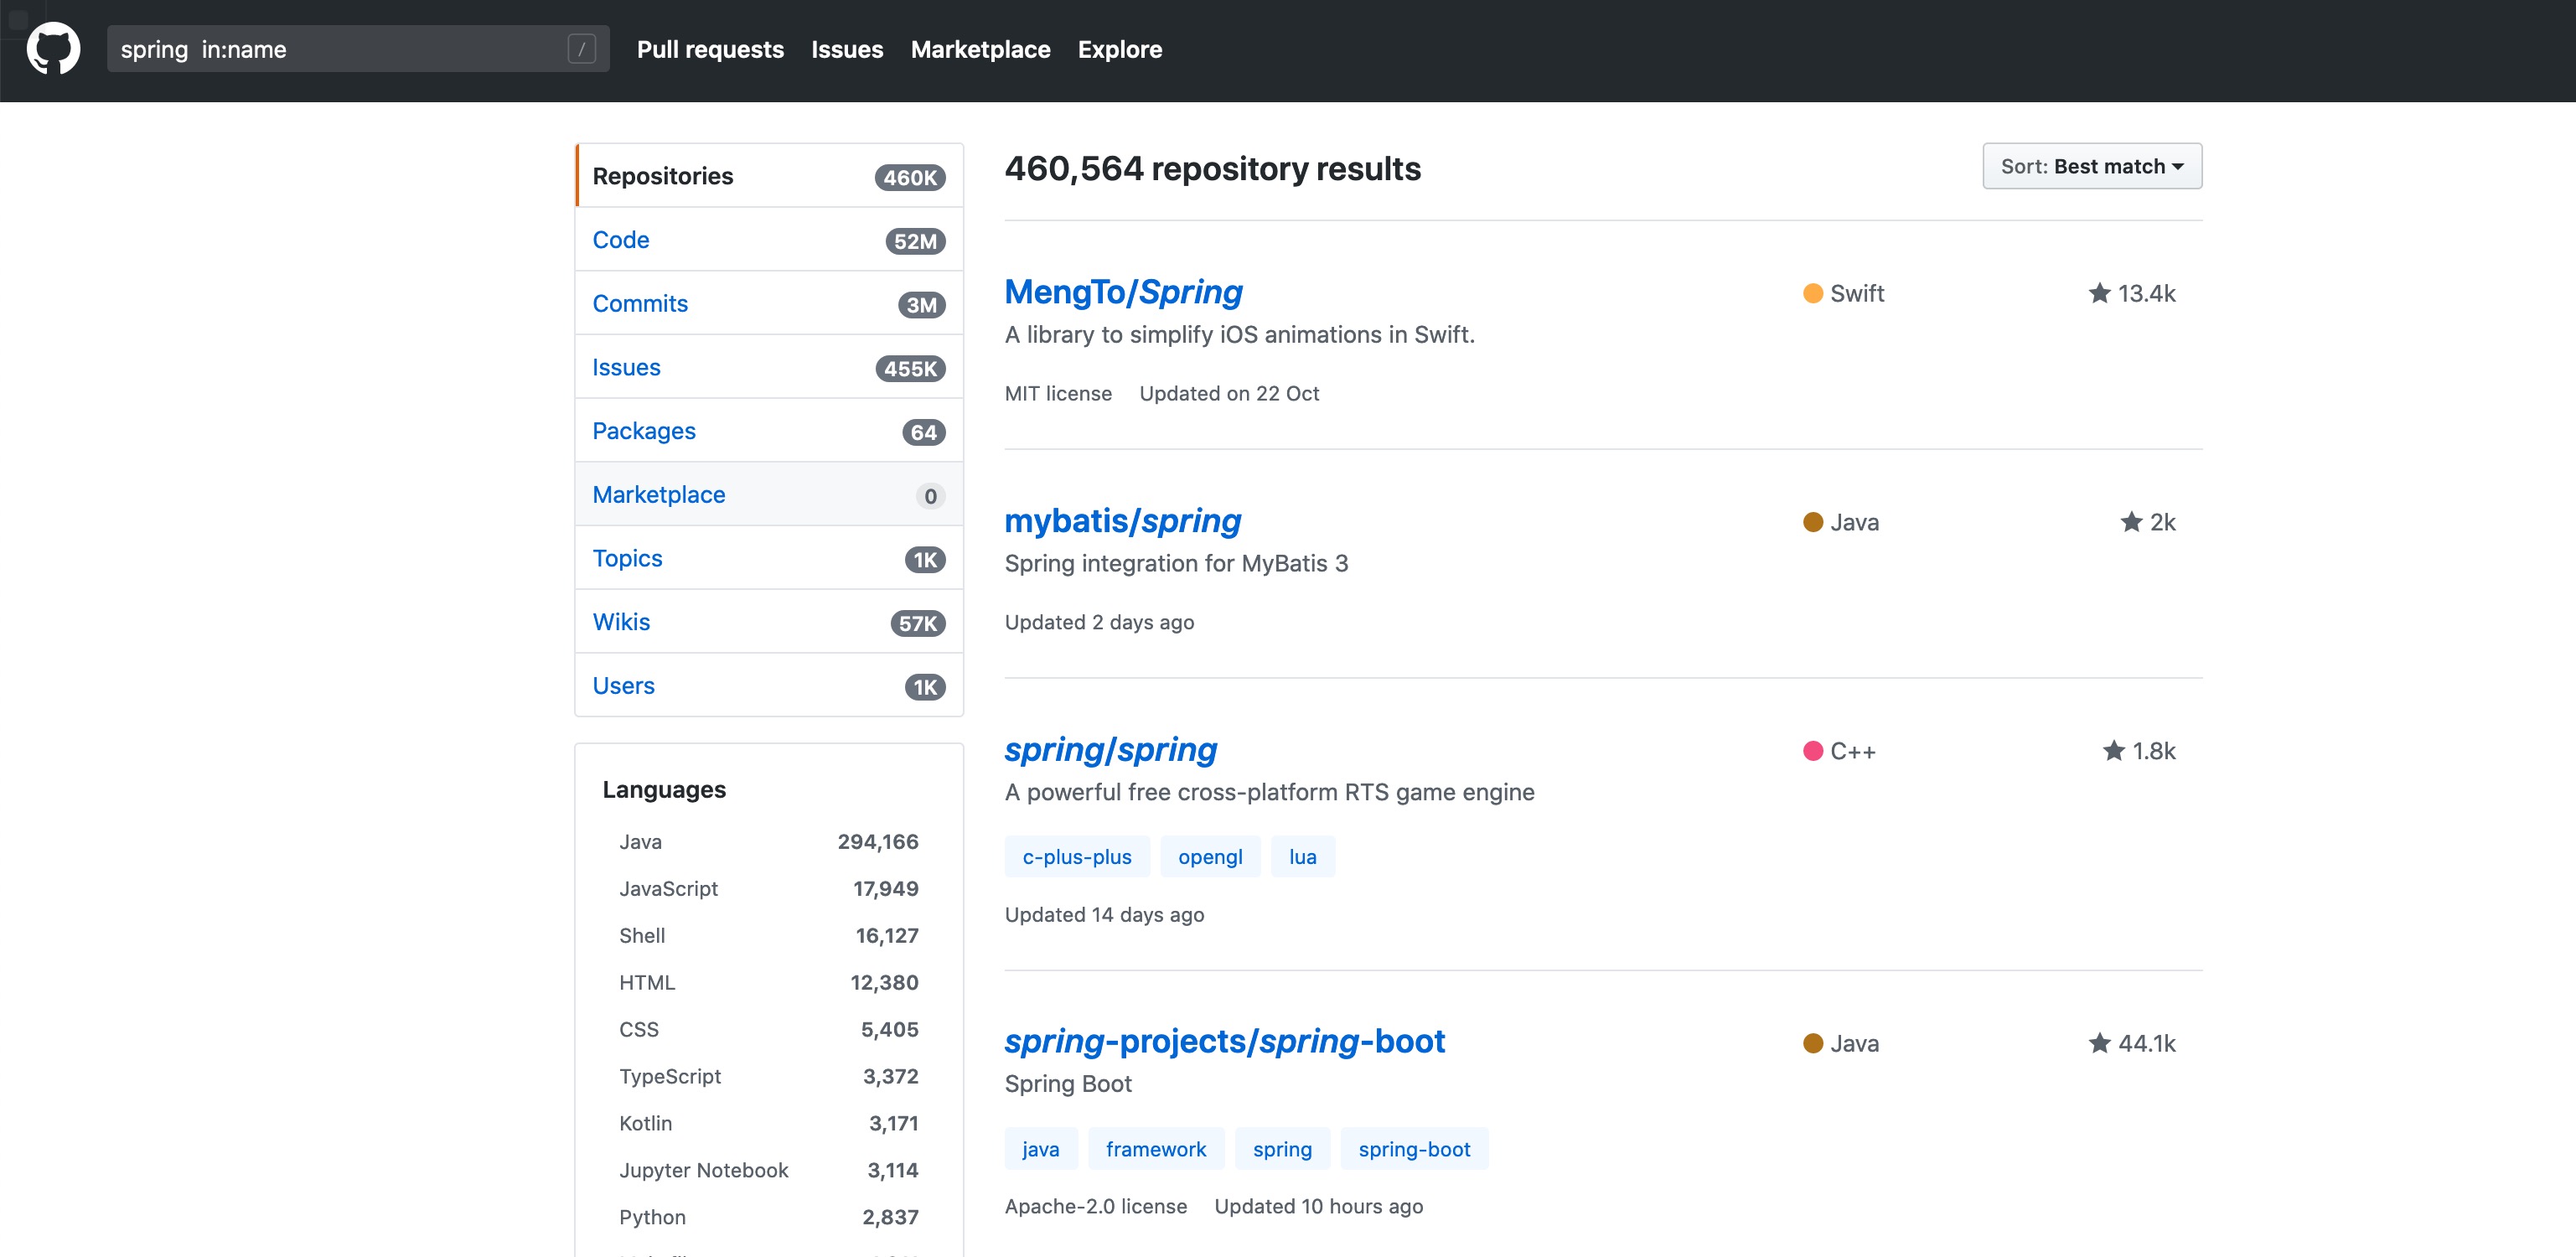 spring  in:name /
Pull requests Issues Marketplace Explore
Repositories 460K
Code 52M
Commits 3M
Issues 455K
Packages 64
Marketplace 0
Topics 1K
Wikis 57K
Users 1K
Languages
Java 294,166
JavaScript 17,949
Shell 16,127
HTML 12,380
CSS 5,405
TypeScript 3,372
Kotlin 3,171
Jupyter Notebook 3,114
Python 2,837
460,564 repository results
Sort: Best match
MengTo/Spring
Swift
13.4k
A library to simplify iOS animations in Swift.
MIT license Updated on 22 Oct
mybatis/spring
Java
2k
Spring integration for MyBatis 3
Updated 2 days ago
spring/spring
C++
1.8k
A powerful free cross-platform RTS game engine
c-plus-plus opengl lua
Updated 14 days ago
spring-projects/spring-boot
Java
44.1k
Spring Boot
java framework spring spring-boot
Apache-2.0 license Updated 10 hours ago